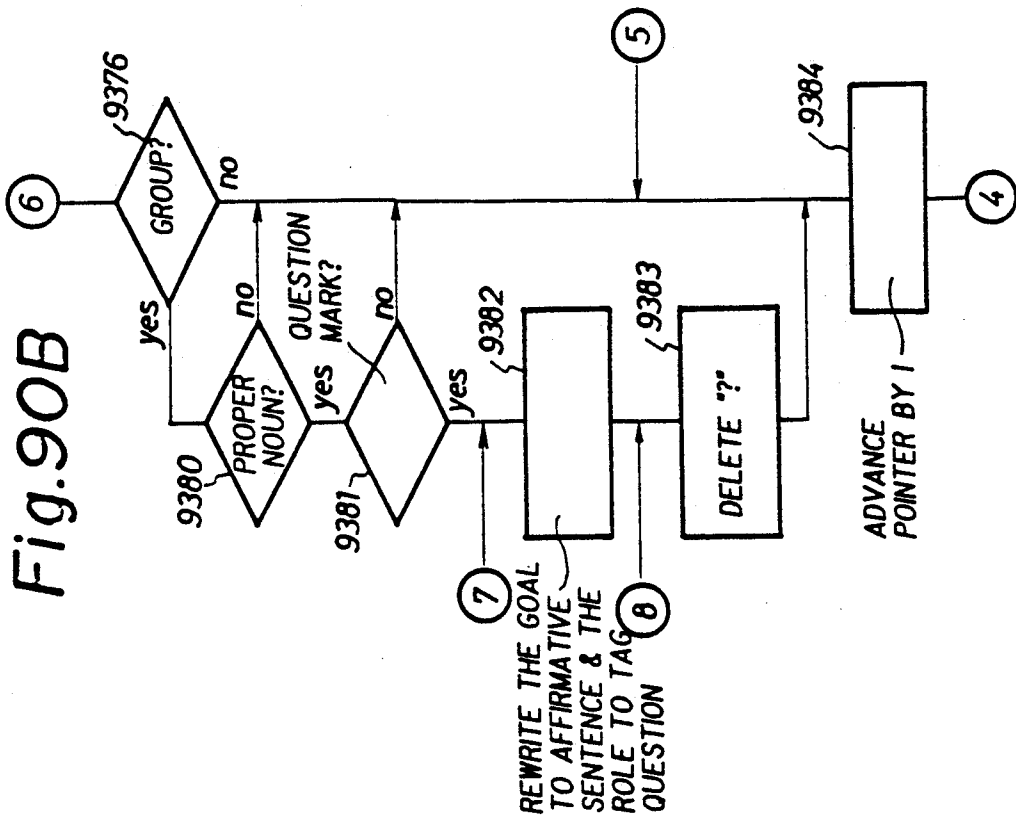 Fig.90B
6
GROUP?
9376
yes
no
PROPER
NOUN?
9380
no
yes
QUESTION
MARK?
9381
no
yes
7
REWRITE THE GOAL
TO AFFIRMATIVE
SENTENCE & THE
ROLE TO TAG
QUESTION
9382
8
DELETE "?"
9383
5
9384
ADVANCE
POINTER BY 1
4